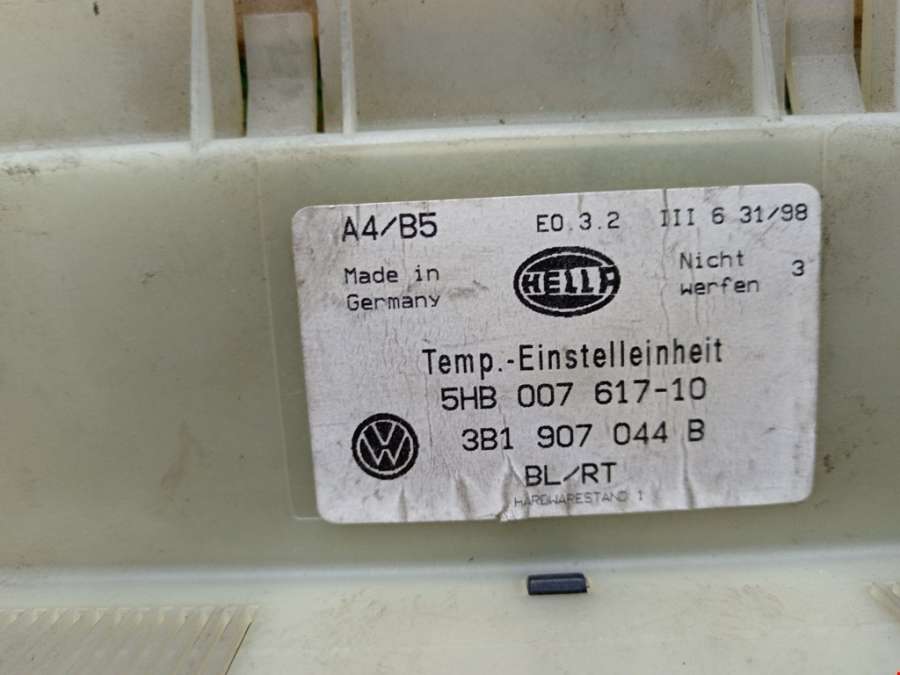 A4/B5 E0.3.2 III 6 31/98
Made in Germany
HELLA
Nicht werfen 3
Temp.-Einstelleinheit
5HB 007 617-10
VW 3B1 907 044 B
BL/RT
HARDWARESTAND 1